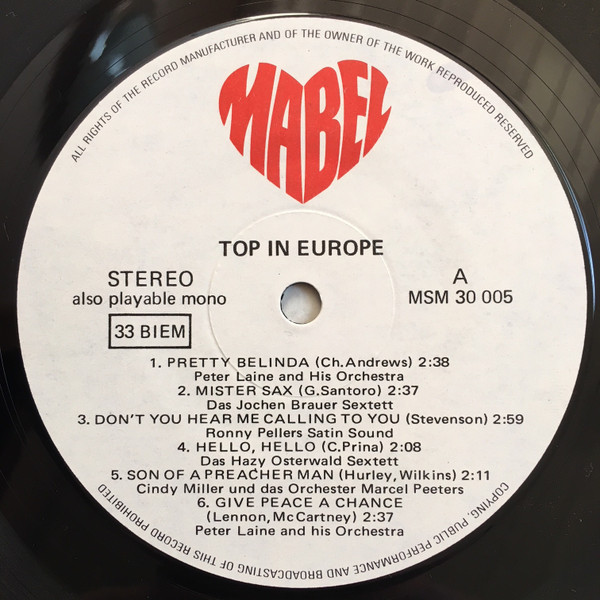 ALL RIGHTS OF THE RECORD MANUFACTURER AND OF THE OWNER OF THE WORK REPRODUCED RESERVED
MABEL
TOP IN EUROPE
STEREO
also playable mono
33 BIEM
A
MSM 30 005
1. PRETTY BELINDA (Ch.Andrews) 2:38
Peter Laine and His Orchestra
2. MISTER SAX (G.Santoro) 2:37
Das Jochen Brauer Sextett
3. DON'T YOU HEAR ME CALLING TO YOU (Stevenson) 2:59
Ronny Pellers Satin Sound
4. HELLO, HELLO (C.Prina) 2:08
Das Hazy Osterwald Sextett
5. SON OF A PREACHER MAN (Hurley, Wilkins) 2:11
Cindy Miller und das Orchester Marcel Peeters
6. GIVE PEACE A CHANCE
(Lennon, McCartney) 2:37
Peter Laine and his Orchestra
COPYING, PUBLIC PERFORMANCE AND BROADCASTING OF THIS RECORD PROHIBITED